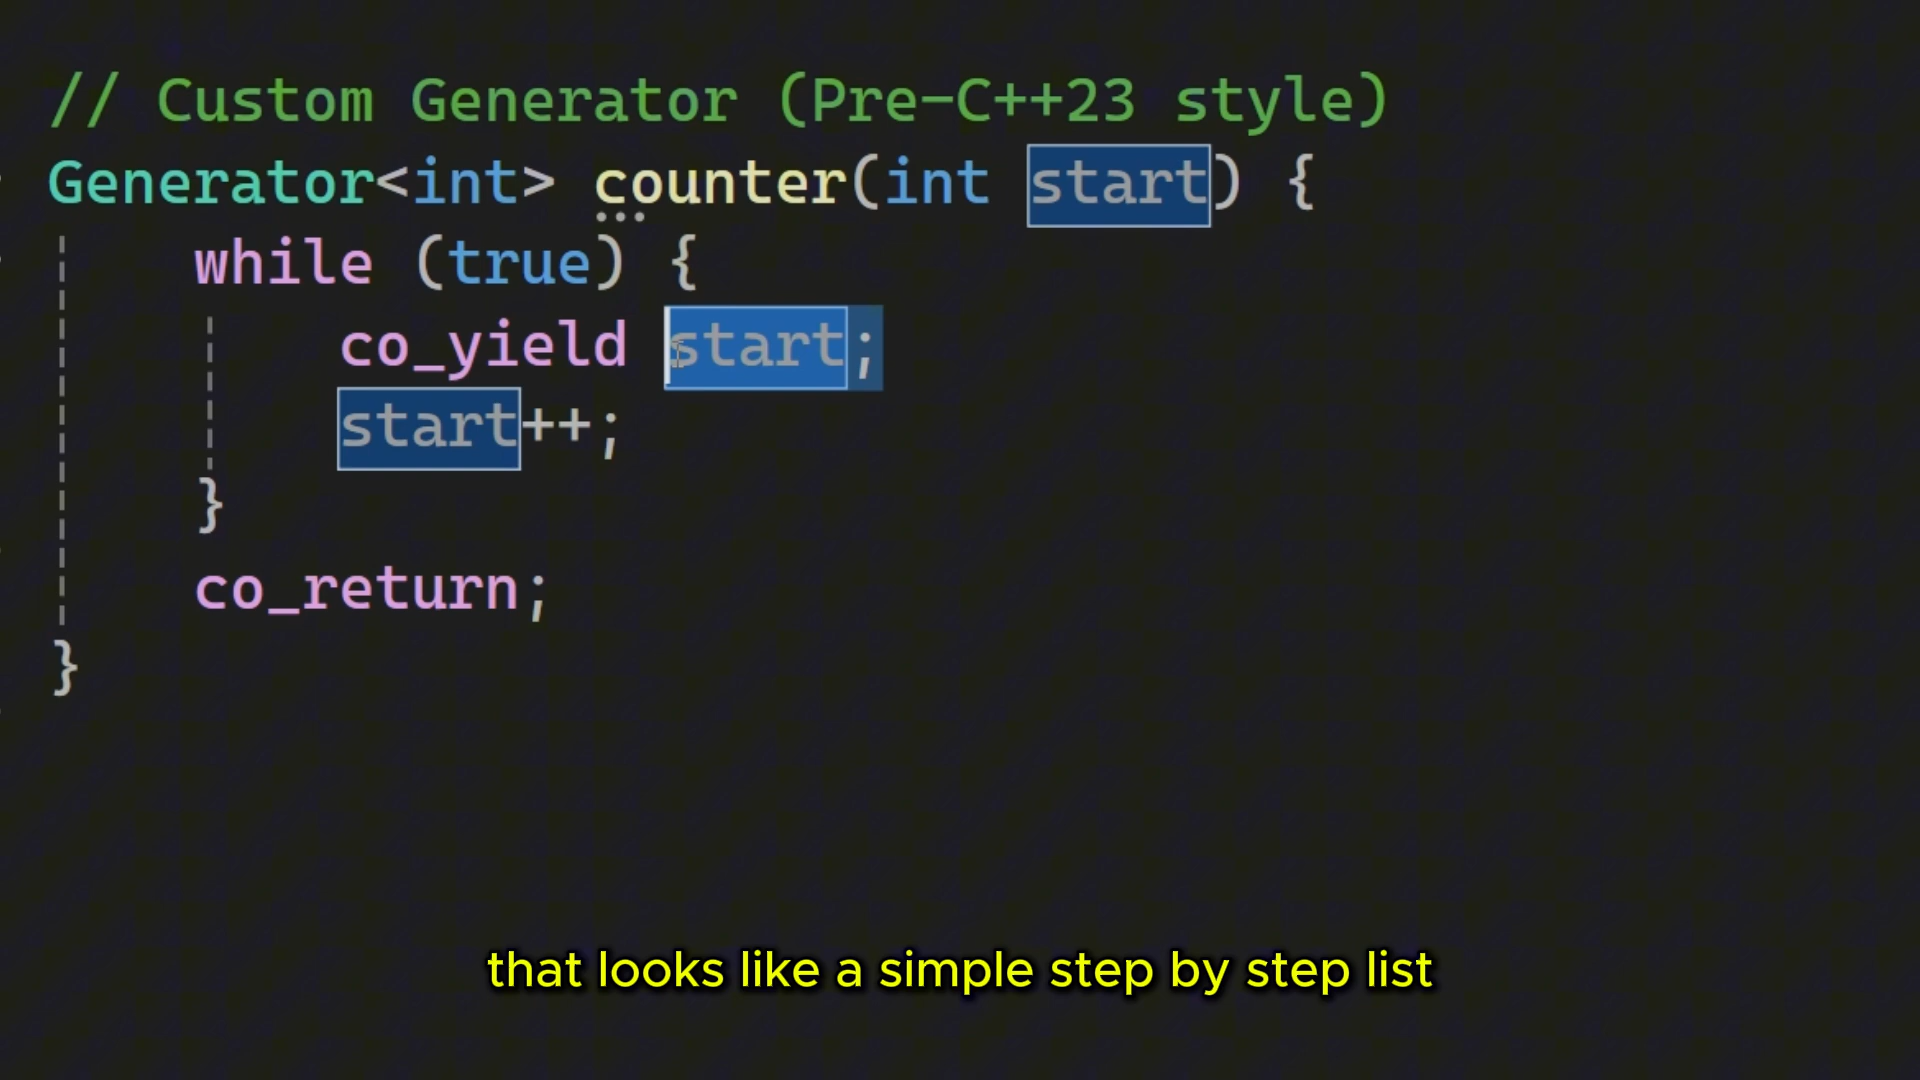 // Custom Generator (Pre-C++23 style)
Generator<int> counter(int start) {
while (true) {
co_yield start;
start++;
}
co_return;
}
that looks like a simple step by step list